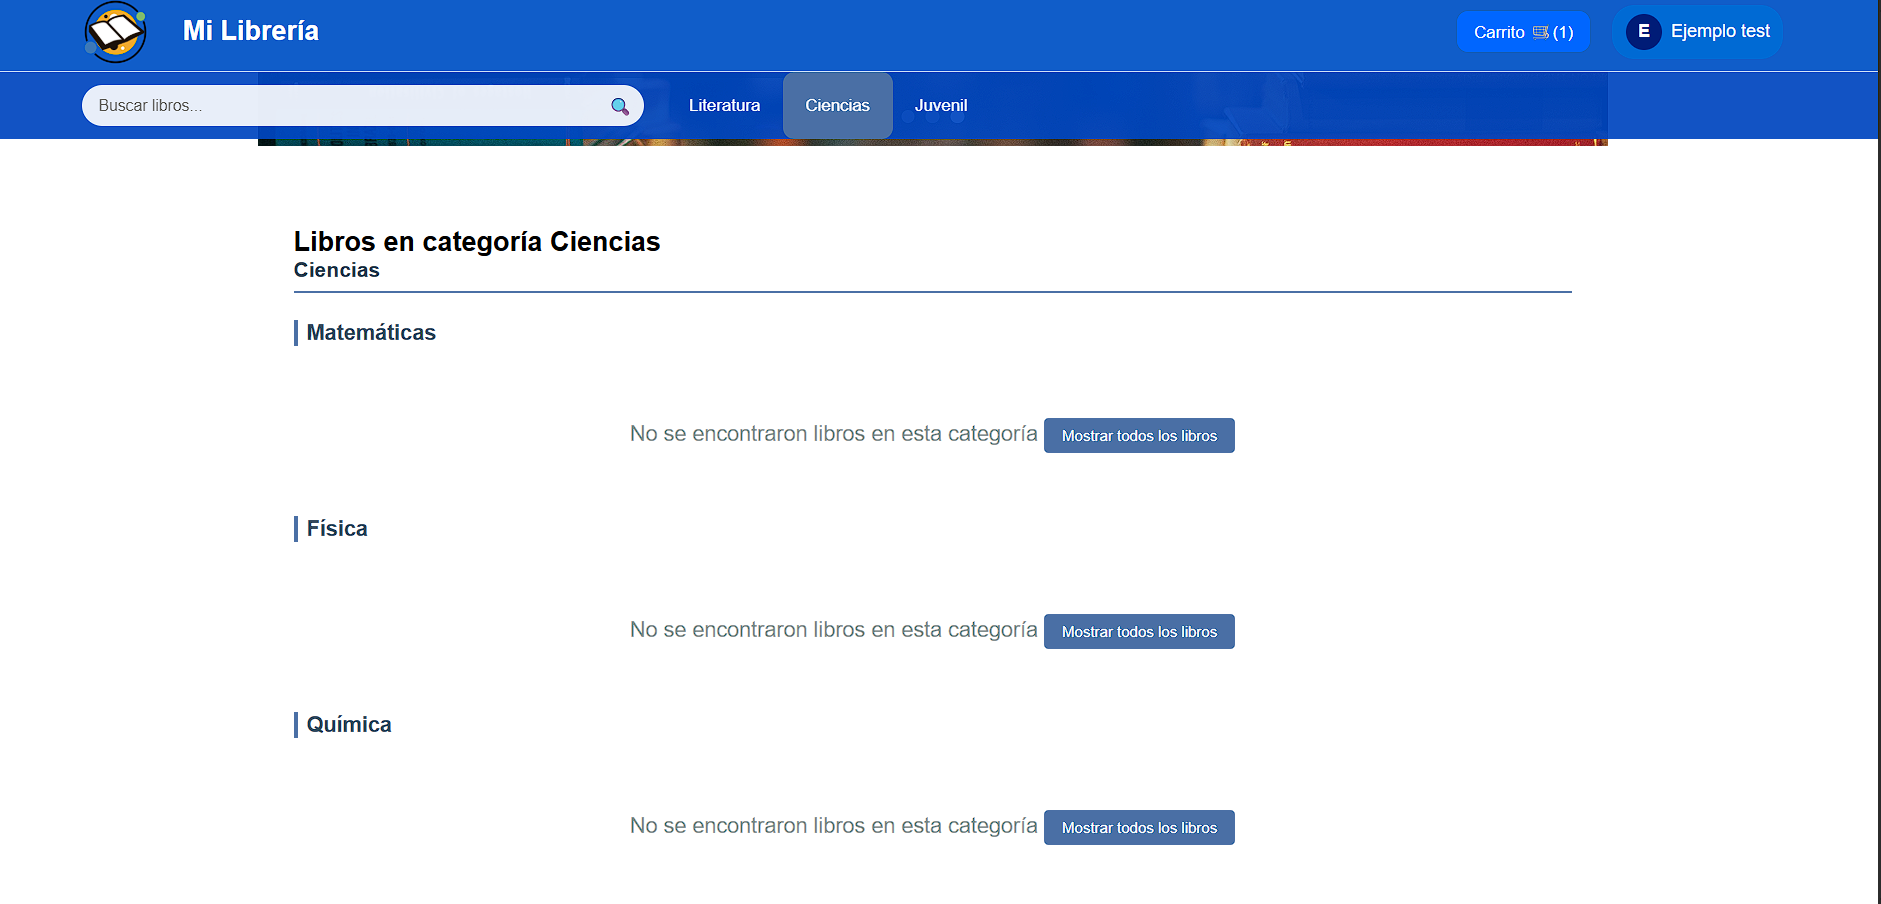 Mi Librería
Carrito (1)
E Ejemplo test
Buscar libros...
Literatura
Ciencias
Juvenil
Libros en categoría Ciencias
Ciencias
Matemáticas
No se encontraron libros en esta categoría Mostrar todos los libros
Física
No se encontraron libros en esta categoría Mostrar todos los libros
Química
No se encontraron libros en esta categoría Mostrar todos los libros